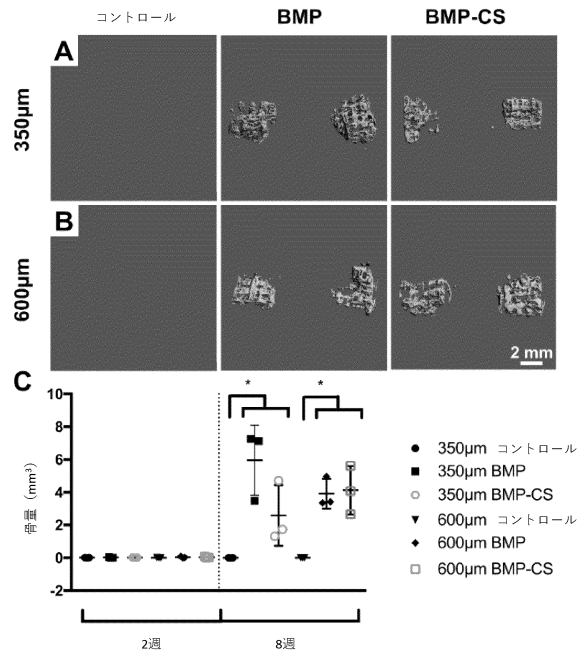 コントロール BMP BMP-CS
A
350μm
B
600μm
2 mm
C
骨量 (mm³)
10
8
6
4
2
0
-2
* *
350μm コントロール
350μm BMP
350μm BMP-CS
600μm コントロール
600μm BMP
600μm BMP-CS
2週 8週